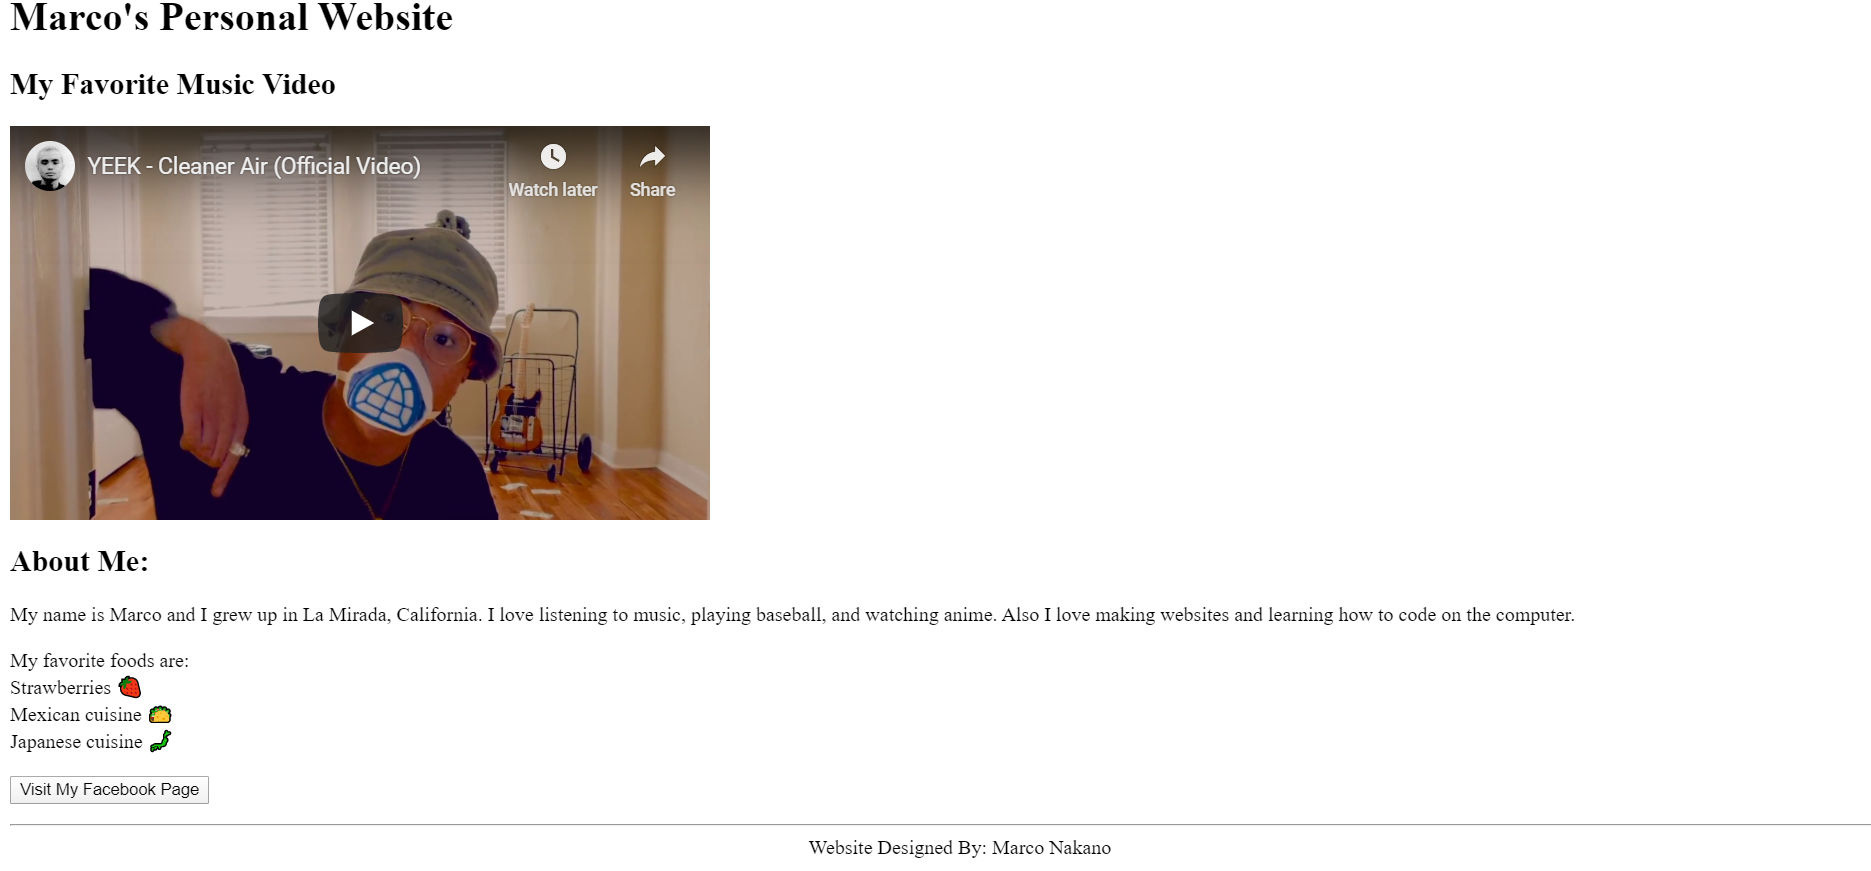 Marco's Personal Website
My Favorite Music Video
YEEK - Cleaner Air (Official Video)
Watch later
Share
About Me:
My name is Marco and I grew up in La Mirada, California. I love listening to music, playing baseball, and watching anime. Also I love making websites and learning how to code on the computer.
My favorite foods are:
Strawberries 🍓
Mexican cuisine 🌮
Japanese cuisine 🗾
Visit My Facebook Page
Website Designed By: Marco Nakano